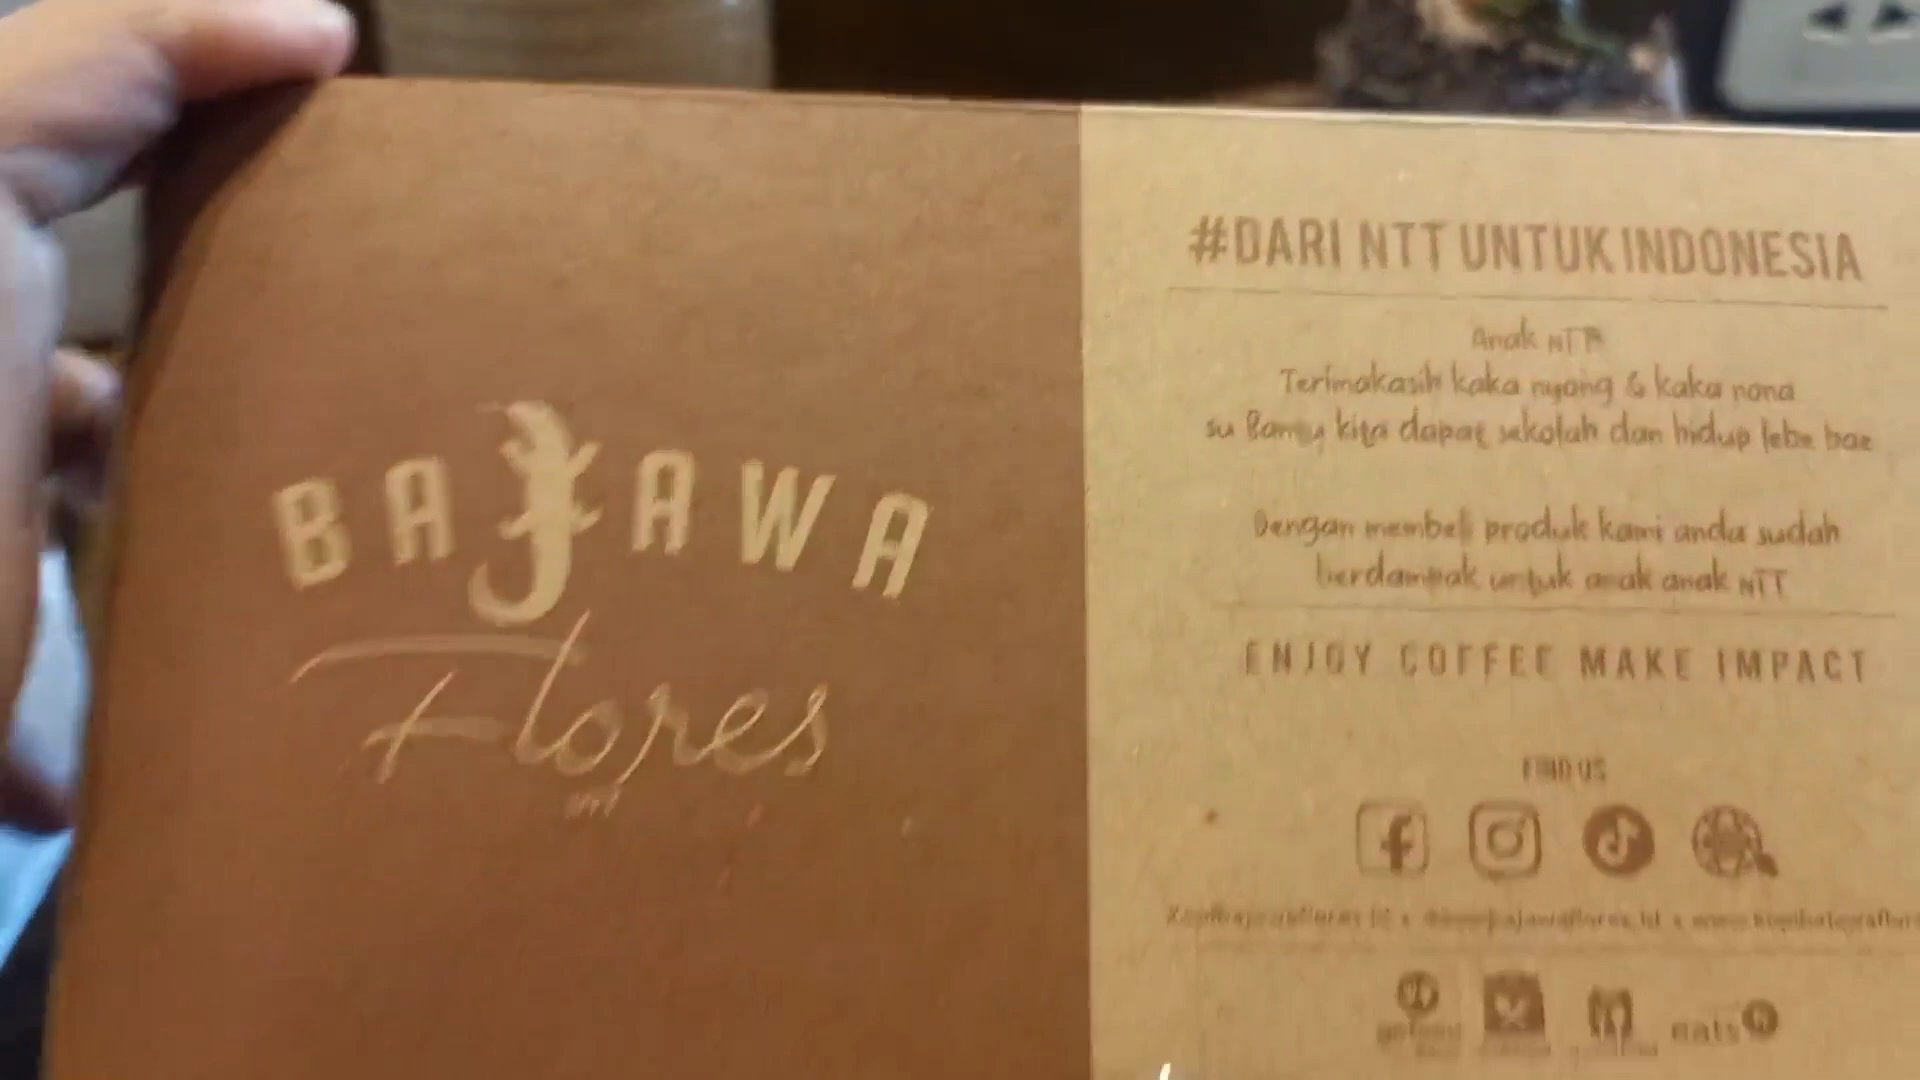 BAJAWA
Flores
NTT
#DARI NTT UNTUK INDONESIA
Anak NTT
Terimakasih kaka nyong & kaka nona
su Bantu kita dapat sekolah dan hidup lebe bae
Dengan membeli produk kami anda sudah
berdampak untuk anak anak NTT
ENJOY COFFEE MAKE IMPACT
FIND US
eats